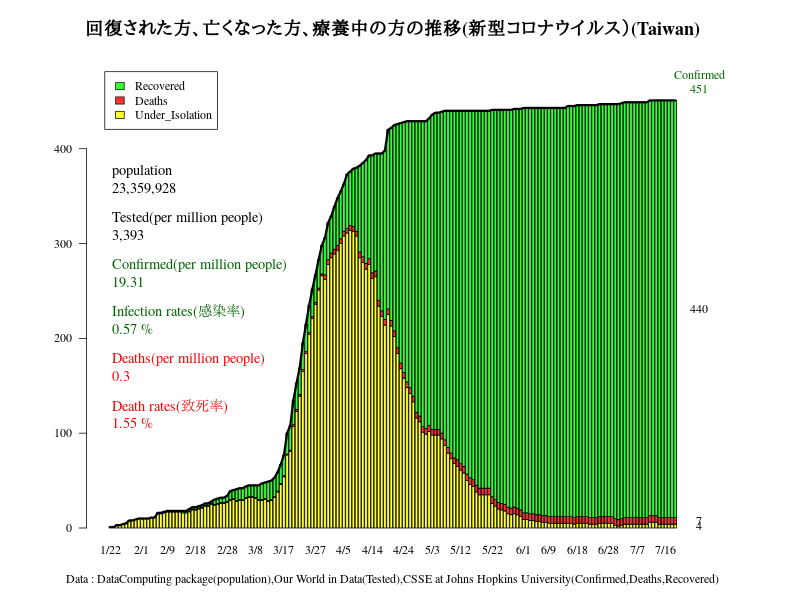 回復された方、亡くなった方、療養中の方の推移(新型コロナウイルス）(Taiwan)
Confirmed
451
Recovered
Deaths
Under_Isolation
400
300
200
100
0
population
23,359,928
Tested(per million people)
3,393
Confirmed(per million people)
19.31
Infection rates(感染率)
0.57 %
Deaths(per million people)
0.3
Death rates(致死率)
1.55 %
440
7
4
1/22 2/1 2/9 2/18 2/28 3/8 3/17 3/27 4/5 4/14 4/24 5/3 5/12 5/22 6/1 6/9 6/18 6/28 7/7 7/16
Data : DataComputing package(population),Our World in Data(Tested),CSSE at Johns Hopkins University(Confirmed,Deaths,Recovered)